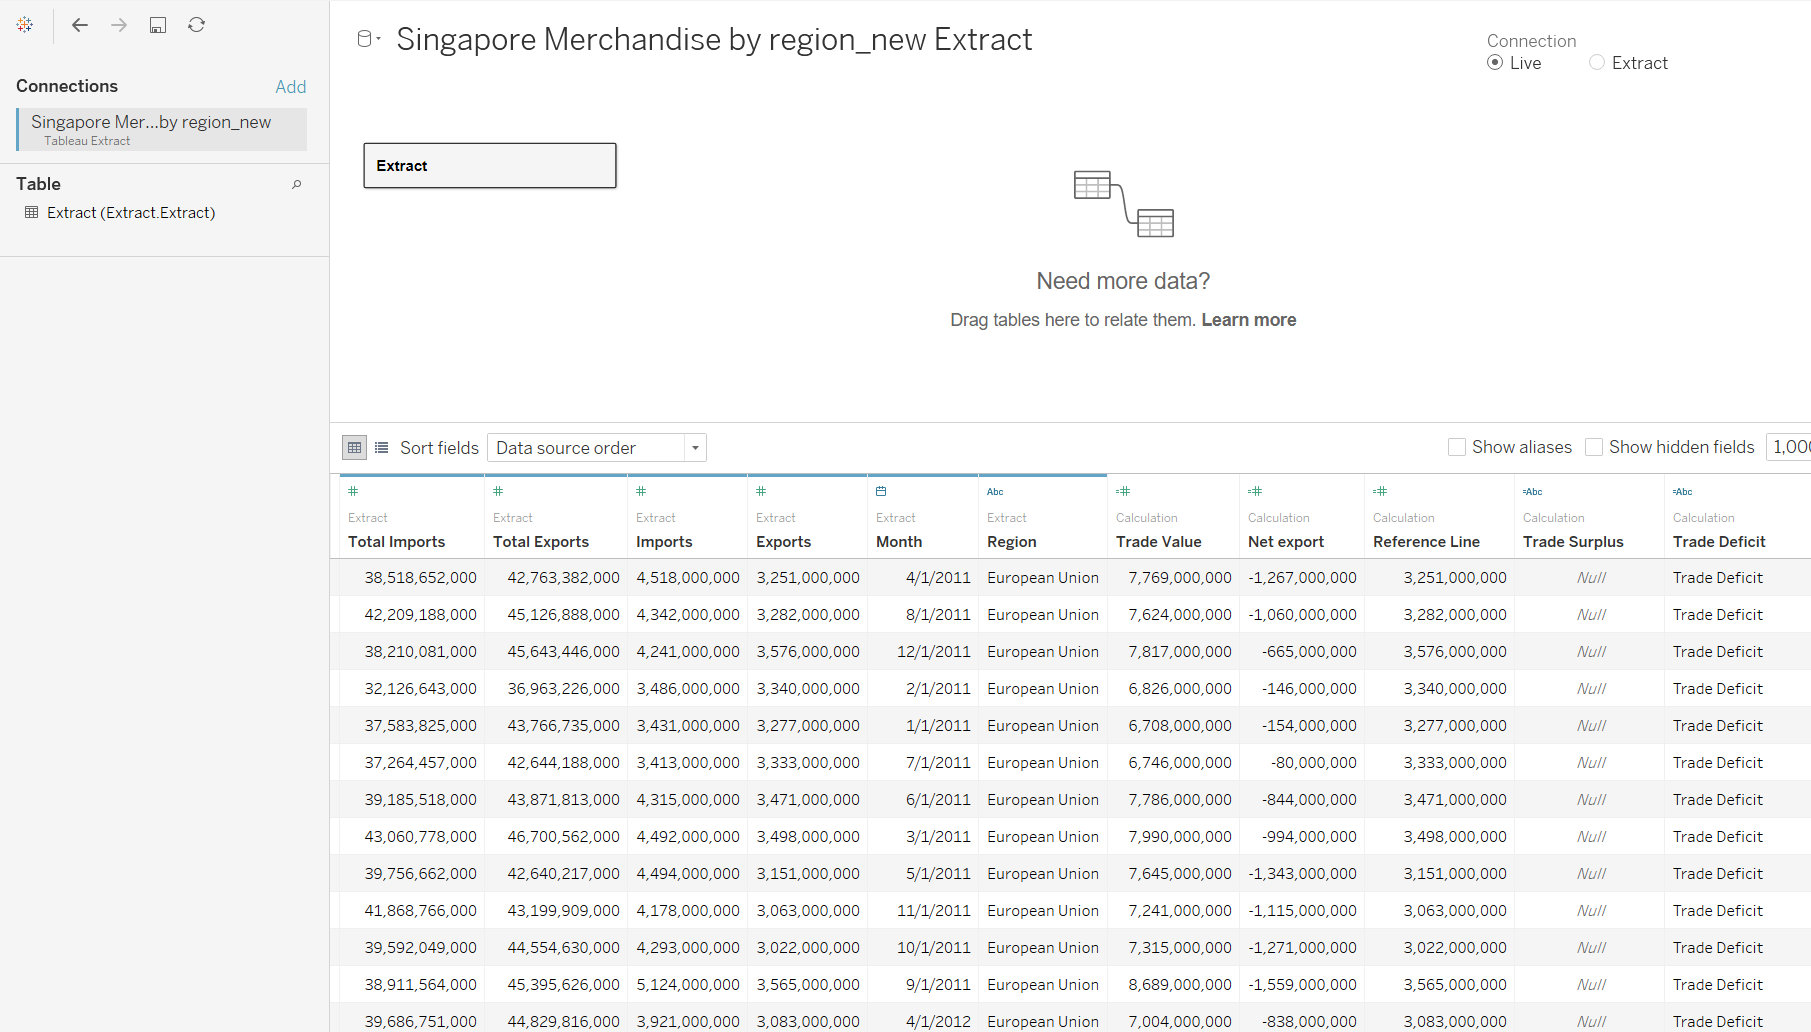 Singapore Merchandise by region_new Extract
Connection
Live Extract
Connections Add
Singapore Mer...by region_new
Tableau Extract
Table
Extract (Extract.Extract)
Extract
Need more data?
Drag tables here to relate them. Learn more
Sort fields Data source order Show aliases Show hidden fields
# # # # Abc =# =# =# =Abc =Abc
Extract Extract Extract Extract Extract Extract Calculation Calculation Calculation Calculation Calculation
Total Imports Total Exports Imports Exports Month Region Trade Value Net export Reference Line Trade Surplus Trade Deficit
38,518,652,000 42,763,382,000 4,518,000,000 3,251,000,000 4/1/2011 European Union 7,769,000,000 -1,267,000,000 3,251,000,000 Null Trade Deficit
42,209,188,000 45,126,888,000 4,342,000,000 3,282,000,000 8/1/2011 European Union 7,624,000,000 -1,060,000,000 3,282,000,000 Null Trade Deficit
38,210,081,000 45,643,446,000 4,241,000,000 3,576,000,000 12/1/2011 European Union 7,817,000,000 -665,000,000 3,576,000,000 Null Trade Deficit
32,126,643,000 36,963,226,000 3,486,000,000 3,340,000,000 2/1/2011 European Union 6,826,000,000 -146,000,000 3,340,000,000 Null Trade Deficit
37,583,825,000 43,766,735,000 3,431,000,000 3,277,000,000 1/1/2011 European Union 6,708,000,000 -154,000,000 3,277,000,000 Null Trade Deficit
37,264,457,000 42,644,188,000 3,413,000,000 3,333,000,000 7/1/2011 European Union 6,746,000,000 -80,000,000 3,333,000,000 Null Trade Deficit
39,185,518,000 43,871,813,000 4,315,000,000 3,471,000,000 6/1/2011 European Union 7,786,000,000 -844,000,000 3,471,000,000 Null Trade Deficit
43,060,778,000 46,700,562,000 4,492,000,000 3,498,000,000 3/1/2011 European Union 7,990,000,000 -994,000,000 3,498,000,000 Null Trade Deficit
39,756,662,000 42,640,217,000 4,494,000,000 3,151,000,000 5/1/2011 European Union 7,645,000,000 -1,343,000,000 3,151,000,000 Null Trade Deficit
41,868,766,000 43,199,909,000 4,178,000,000 3,063,000,000 11/1/2011 European Union 7,241,000,000 -1,115,000,000 3,063,000,000 Null Trade Deficit
39,592,049,000 44,554,630,000 4,293,000,000 3,022,000,000 10/1/2011 European Union 7,315,000,000 -1,271,000,000 3,022,000,000 Null Trade Deficit
38,911,564,000 45,395,626,000 5,124,000,000 3,565,000,000 9/1/2011 European Union 8,689,000,000 -1,559,000,000 3,565,000,000 Null Trade Deficit
39,686,751,000 44,829,816,000 3,921,000,000 3,083,000,000 4/1/2012 European Union 7,004,000,000 -838,000,000 3,083,000,000 Null Trade Deficit